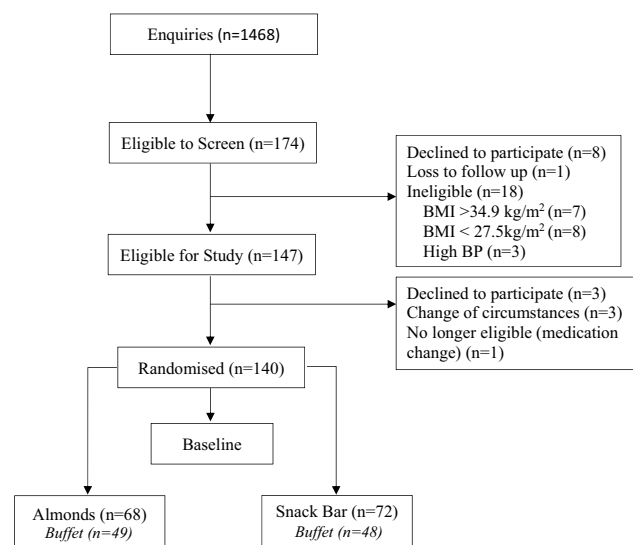 Enquiries (n=1468)
Eligible to Screen (n=174)
Declined to participate (n=8)
Loss to follow up (n=1)
Ineligible (n=18)
BMI >34.9 kg/m² (n=7)
BMI < 27.5kg/m² (n=8)
High BP (n=3)
Eligible for Study (n=147)
Declined to participate (n=3)
Change of circumstances (n=3)
No longer eligible (medication
change) (n=1)
Randomised (n=140)
Baseline
Almonds (n=68)
Buffet (n=49)
Snack Bar (n=72)
Buffet (n=48)